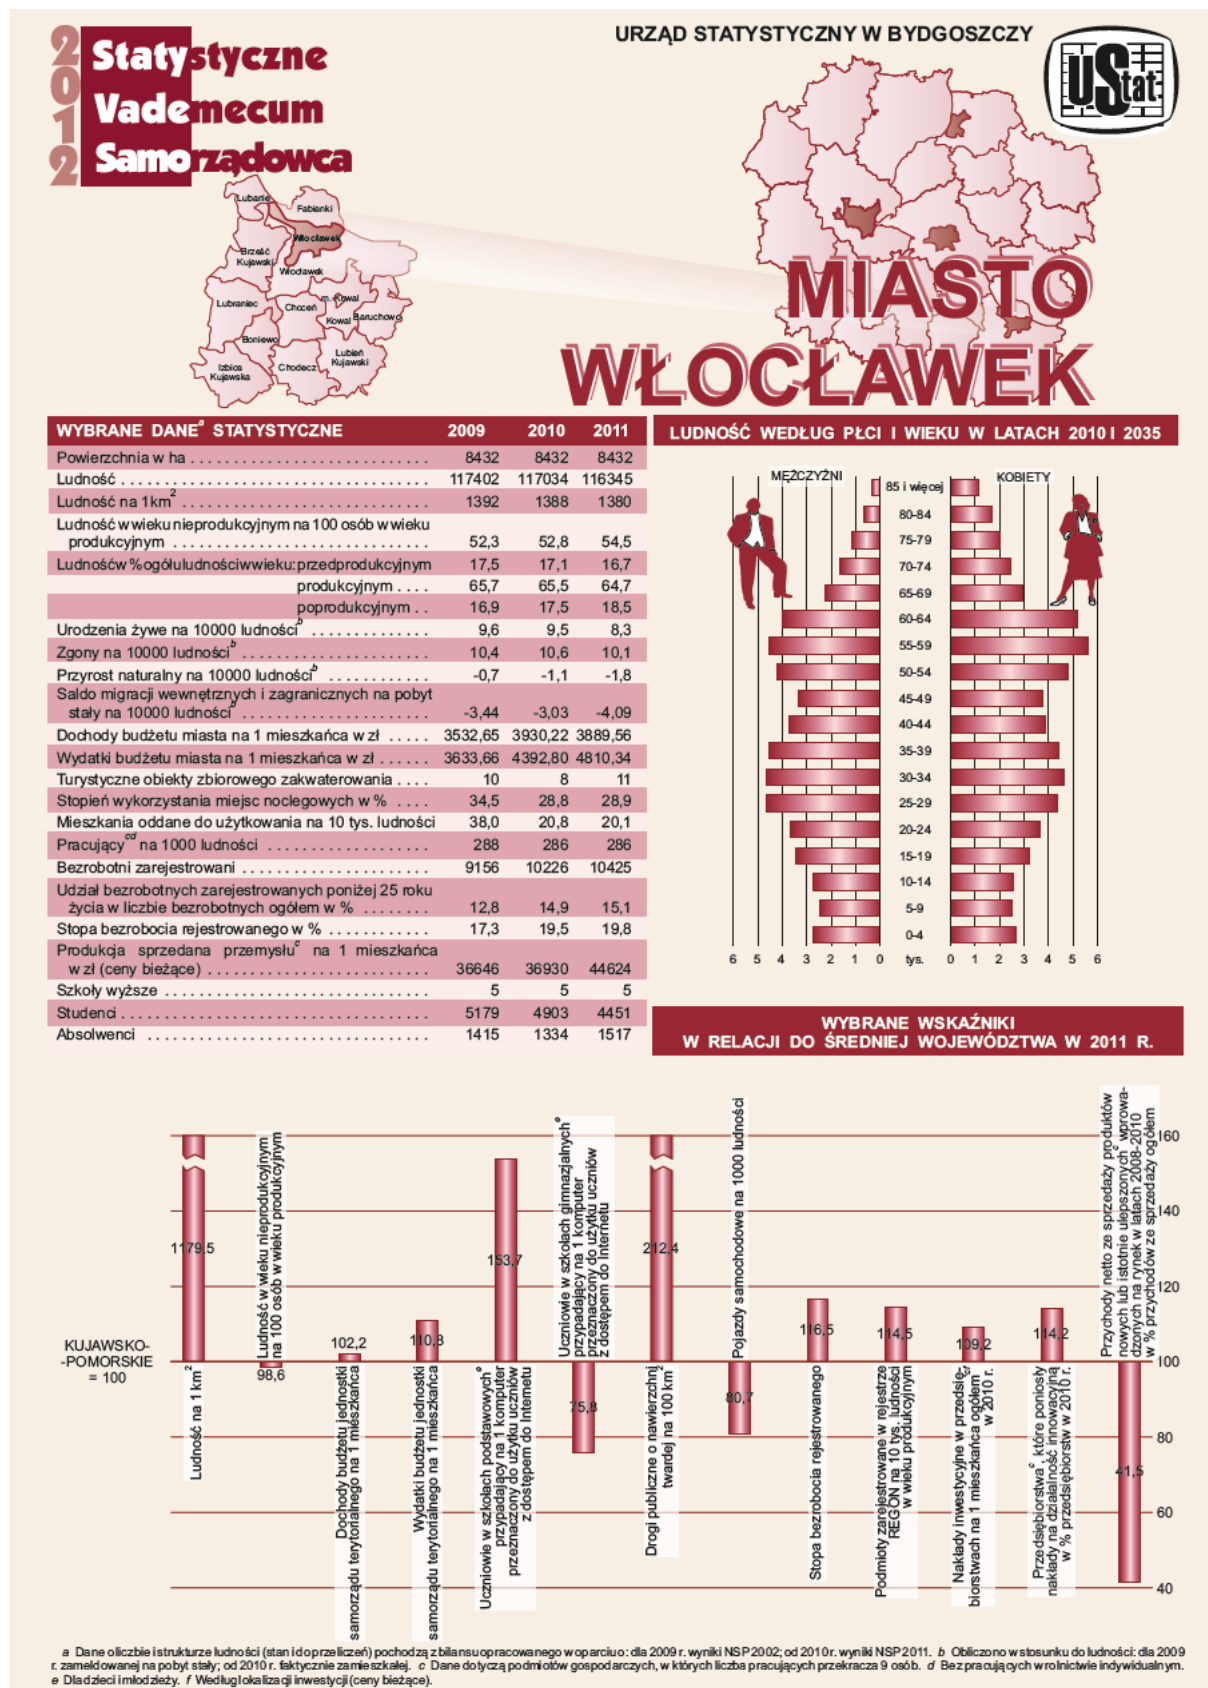 2012
Statystyczne
Vademecum
Samorządowca
URZĄD STATYSTYCZNY W BYDGOSZCZY
UStat
Lubanie
Fabianki
Włocławek
Brześć
Kujawski
Włocławek
Lubraniec
Choceń
m. Kowal
Kowal
Baruchowo
Boniewo
Lubień
Kujawski
Izbica
Kujawska
Chodecz
MIASTO
WŁOCŁAWEK
WYBRANE DANE a STATYSTYCZNE 2009 2010 2011
Powierzchnia w ha 8432 8432 8432
Ludność 117402 117034 116345
Ludność na 1 km2 1392 1388 1380
Ludność w wieku nieprodukcyjnym na 100 osób w wieku
produkcyjnym 52,3 52,8 54,5
Ludność w % ogółu ludności w wieku: przedprodukcyjnym 17,5 17,1 16,7
produkcyjnym 65,7 65,5 64,7
poprodukcyjnym 16,9 17,5 18,5
Urodzenia żywe na 10000 ludności b 9,6 9,5 8,3
Zgony na 10000 ludności b 10,4 10,6 10,1
Przyrost naturalny na 10000 ludności b -0,7 -1,1 -1,8
Saldo migracji wewnętrznych i zagranicznych na pobyt
stały na 10000 ludności b -3,44 -3,03 -4,09
Dochody budżetu miasta na 1 mieszkańca w zł 3532,65 3930,22 3889,56
Wydatki budżetu miasta na 1 mieszkańca w zł 3633,66 4392,80 4810,34
Turystyczne obiekty zbiorowego zakwaterowania 10 8 11
Stopień wykorzystania miejsc noclegowych w % 34,5 28,8 28,9
Mieszkania oddane do użytkowania na 10 tys. ludności 38,0 20,8 20,1
Pracujący cd na 1000 ludności 288 286 286
Bezrobotni zarejestrowani 9156 10226 10425
Udział bezrobotnych zarejestrowanych poniżej 25 roku
życia w liczbie bezrobotnych ogółem w % 12,8 14,9 15,1
Stopa bezrobocia rejestrowanego w % 17,3 19,5 19,8
Produkcja sprzedana przemysłu c na 1 mieszkańca
w zł (ceny bieżące) 36646 36930 44624
Szkoły wyższe 5 5 5
Studenci 5179 4903 4451
Absolwenci 1415 1334 1517
LUDNOŚĆ WEDŁUG PŁCI I WIEKU W LATACH 2010 I 2035
MĘŻCZYŹNI KOBIETY
85 i więcej
80-84
75-79
70-74
65-69
60-64
55-59
50-54
45-49
40-44
35-39
30-34
25-29
20-24
15-19
10-14
5-9
0-4
6 5 4 3 2 1 0 tys. 0 1 2 3 4 5 6
WYBRANE WSKAŹNIKI
W RELACJI DO ŚREDNIEJ WOJEWÓDZTWA W 2011 R.
160
140
120
100
80
60
40
KUJAWSKO-
-POMORSKIE
= 100
1179,5
Ludność na 1 km2
Ludność w wieku nieprodukcyjnym
na 100 osób w wieku produkcyjnym
98,6
102,2
Dochody budżetu jednostki
samorządu terytorialnego na 1 mieszkańca
110,8
Wydatki budżetu jednostki
samorządu terytorialnego na 1 mieszkańca
153,7
Uczniowie w szkołach podstawowych e
przypadający na 1 komputer
przeznaczony do użytku uczniów
z dostępem do Internetu
Uczniowie w szkołach gimnazjalnych e
przypadający na 1 komputer
przeznaczony do użytku uczniów
z dostępem do Internetu
75,8
212,4
Drogi publiczne o nawierzchni
twardej na 100 km2
Pojazdy samochodowe na 1000 ludności
80,7
116,5
Stopa bezrobocia rejestrowanego
114,5
Podmioty zarejestrowane w rejestrze
REGON na 10 tys. ludności
w wieku produkcyjnym
109,2
Nakłady inwestycyjne w przedsię-
biorstwach na 1 mieszkańca ogółem
w 2010 r.
114,2
Przedsiębiorstwa c, które poniosły
nakłady na działalność innowacyjną
w % przedsiębiorstw w 2010 r.
Przychody netto ze sprzedaży produktów
nowych lub istotnie ulepszonych c wprowa-
dzonych na rynek w latach 2008-2010
w % przychodów ze sprzedaży ogółem
41,5
a Dane o liczbie i strukturze ludności (stan i do przeliczeń) pochodzą z bilansu opracowanego w oparciu o: dla 2009 r. wyniki NSP 2002; od 2010 r. wyniki NSP 2011. b Obliczono w stosunku do ludności: dla 2009
r. zameldowanej na pobyt stały; od 2010 r. faktycznie zamieszkałej. c Dane dotyczą podmiotów gospodarczych, w których liczba pracujących przekracza 9 osób. d Bez pracujących w rolnictwie indywidualnym.
e Dla dzieci i młodzieży. f Według lokalizacji inwestycji (ceny bieżące).